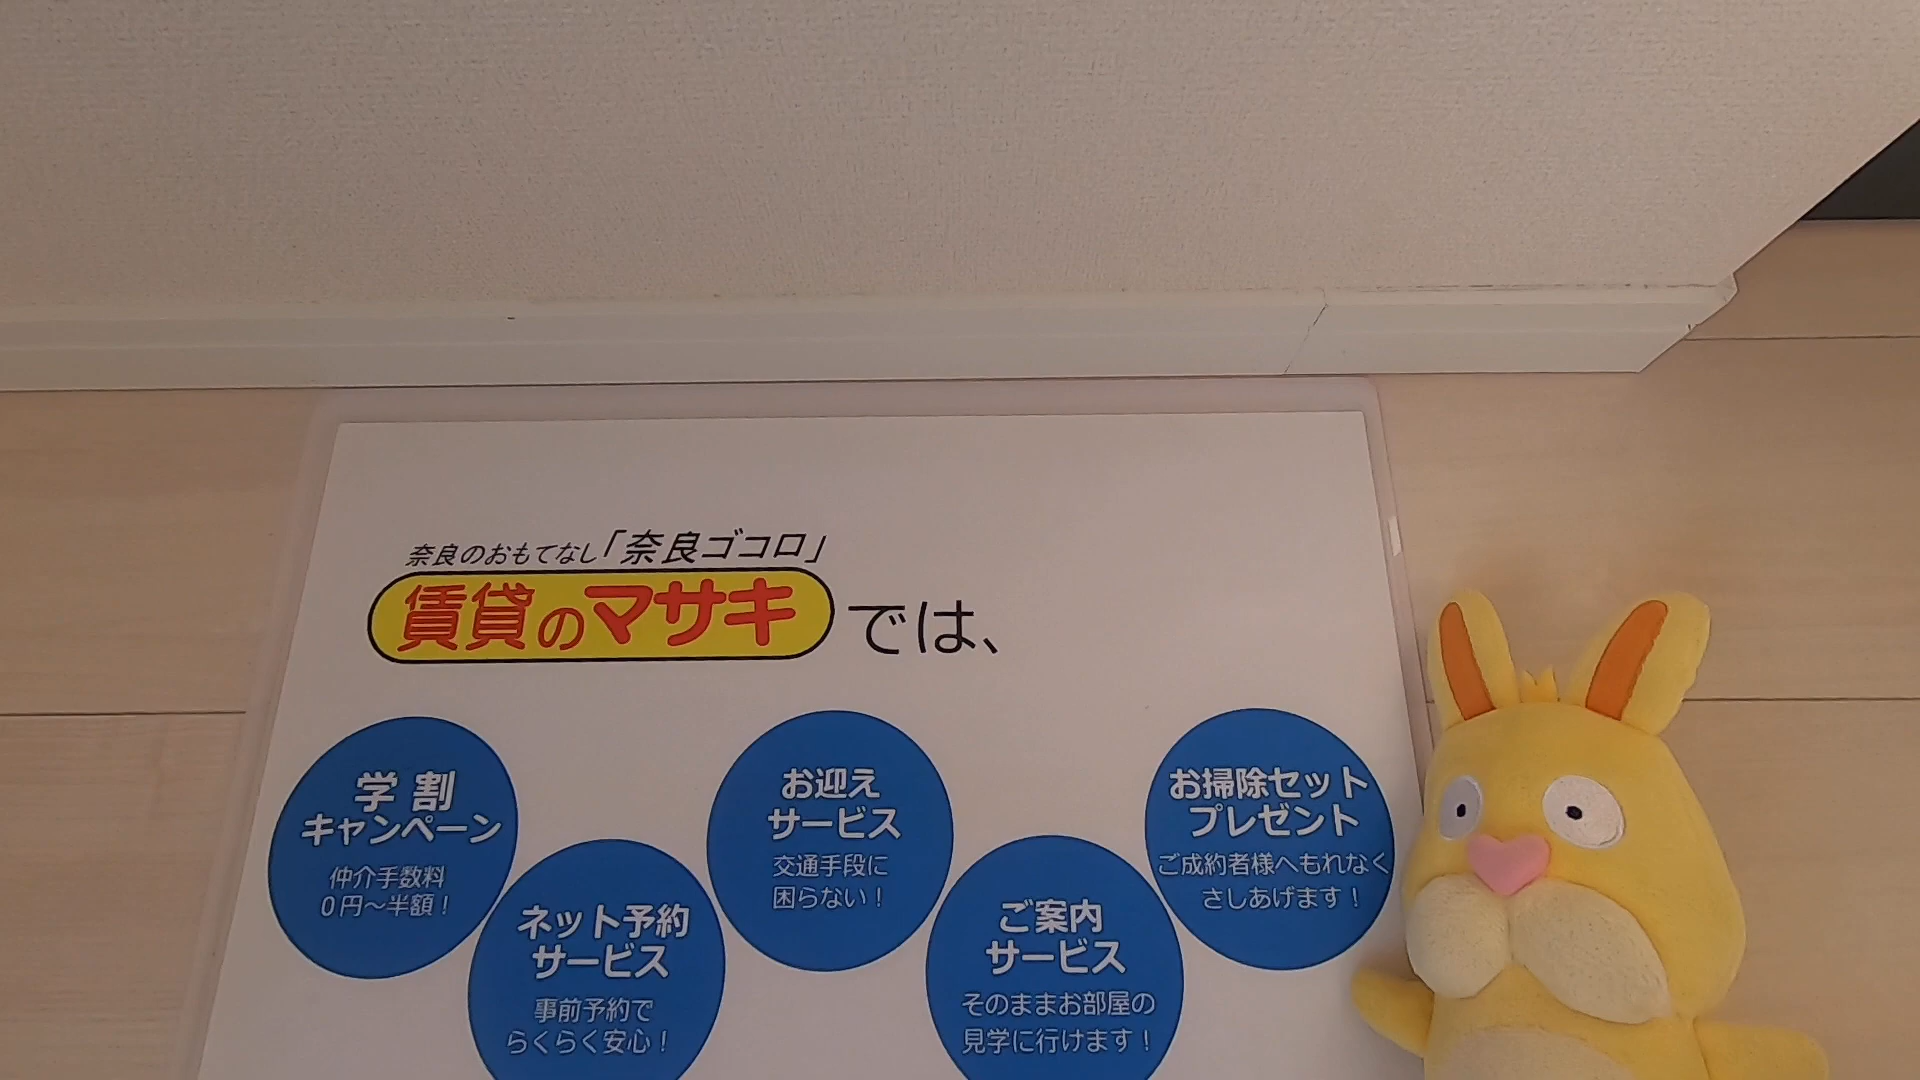 奈良のおもてなし「奈良ゴコロ」
賃貸のマサキでは、
学割
キャンペーン
仲介手数料
0円～半額！
ネット予約
サービス
事前予約で
らくらく安心！
お迎え
サービス
交通手段に
困らない！
ご案内
サービス
そのままお部屋の
見学に行けます！
お掃除セット
プレゼント
ご成約者様へもれなく
さしあげます！